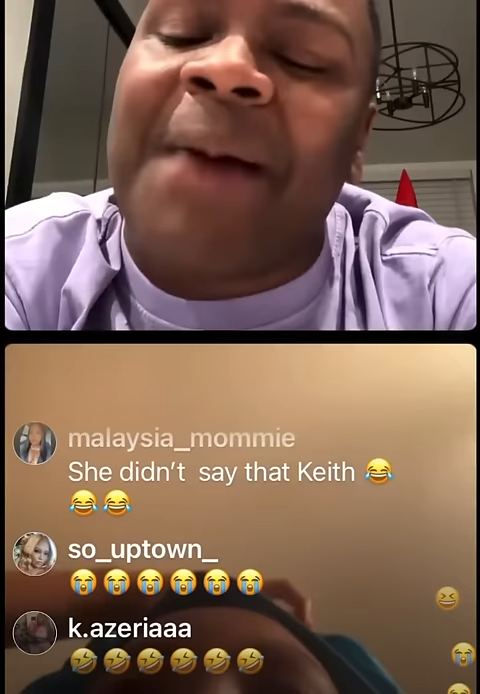 malaysia_mommie
She didn’t  say that Keith 😂
😂😂
so_uptown_
😭😭😭😭😭😭
k.azeriaaa
🤣🤣🤣🤣🤣🤣